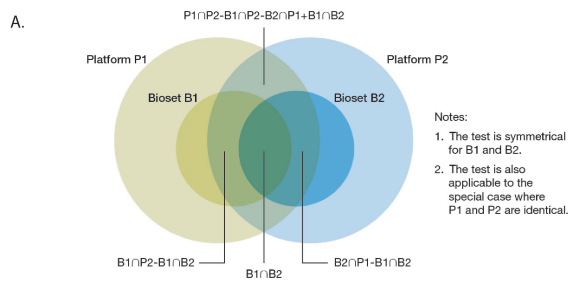 A.
P1∩P2-B1∩P2-B2∩P1+B1∩B2
Platform P1
Platform P2
Bioset B1
Bioset B2
Notes:
1. The test is symmetrical
for B1 and B2.
2. The test is also
applicable to the
special case where
P1 and P2 are identical.
B1∩P2-B1∩B2
B1∩B2
B2∩P1-B1∩B2